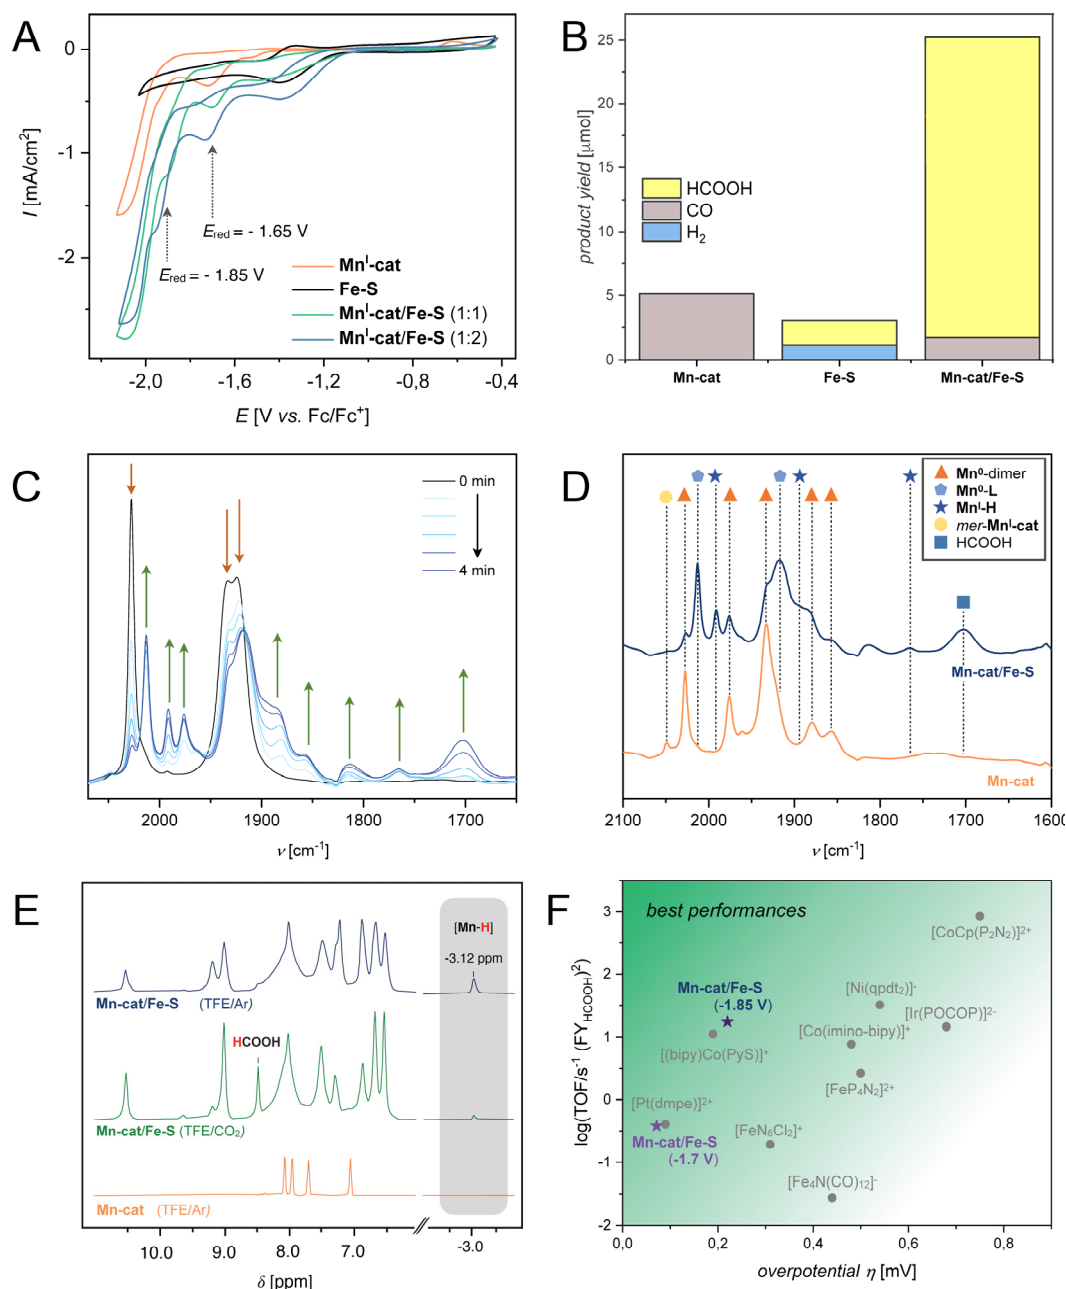 A
0
-1
-2
I [mA/cm²]
E_red = - 1.65 V
E_red = - 1.85 V
Mn^I-cat
Fe-S
Mn^I-cat/Fe-S (1:1)
Mn^I-cat/Fe-S (1:2)
-2,0 -1,6 -1,2 -0,8 -0,4
E [V vs. Fc/Fc⁺]
B
25
20
15
10
5
0
product yield [μmol]
HCOOH
CO
H₂
Mn-cat Fe-S Mn-cat/Fe-S
C
0 min
4 min
2000 1900 1800 1700
ν [cm⁻¹]
D
Mn⁰-dimer
Mn⁰-L
Mn^I-H
mer-Mn^I-cat
HCOOH
Mn-cat/Fe-S
Mn-cat
2100 2000 1900 1800 1700 1600
ν [cm⁻¹]
E
[Mn-H]
-3.12 ppm
Mn-cat/Fe-S (TFE/Ar)
HCOOH
Mn-cat/Fe-S (TFE/CO₂)
Mn-cat (TFE/Ar)
10.0 9.0 8.0 7.0 -3.0
δ [ppm]
F
3
2
1
0
-1
-2
log(TOF/s⁻¹ (FY_HCOOH)²)
best performances
[CoCp(P₂N₂)]²⁺
Mn-cat/Fe-S
(-1.85 V)
[Ni(qpdt₂)]⁻
[Ir(POCOP)]²⁻
[Co(imino-bipy)]⁺
[(bipy)Co(PyS)]⁺
[FeP₄N₂]²⁺
[Pt(dmpe)]²⁺
Mn-cat/Fe-S
(-1.7 V)
[FeN₅Cl₂]⁺
[Fe₄N(CO)₁₂]⁻
0,0 0,2 0,4 0,6 0,8
overpotential η [mV]